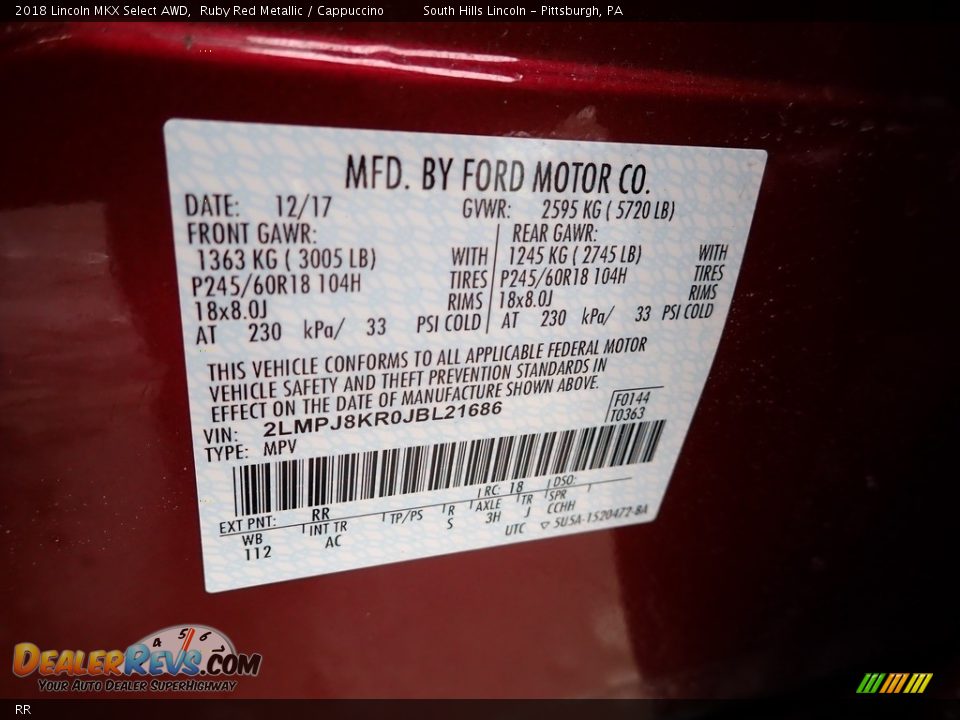 2018 Lincoln MKX Select AWD, Ruby Red Metallic / Cappuccino South Hills Lincoln - Pittsburgh, PA
MFD. BY FORD MOTOR CO.
DATE: 12/17 GVWR: 2595 KG ( 5720 LB)
FRONT GAWR: REAR GAWR:
1363 KG ( 3005 LB) WITH 1245 KG ( 2745 LB) WITH
P245/60R18 104H TIRES P245/60R18 104H TIRES
18x8.0J RIMS 18x8.0J RIMS
AT 230 kPa/ 33 PSI COLD AT 230 kPa/ 33 PSI COLD
THIS VEHICLE CONFORMS TO ALL APPLICABLE FEDERAL MOTOR
VEHICLE SAFETY AND THEFT PREVENTION STANDARDS IN
EFFECT ON THE DATE OF MANUFACTURE SHOWN ABOVE.
VIN: 2LMPJ8KR0JBL21686 F0144
TYPE: MPV T0363
EXT PNT: RR RC: 18 DSO:
WB INT TR TP/PS R AXLE TR SPR
112 AC S 3H J CCHH
UTC ▽ 5U5A-1520472-BA
4 5 6
DEALERREVS.COM
YOUR AUTO DEALER SUPERHIGHWAY
RR